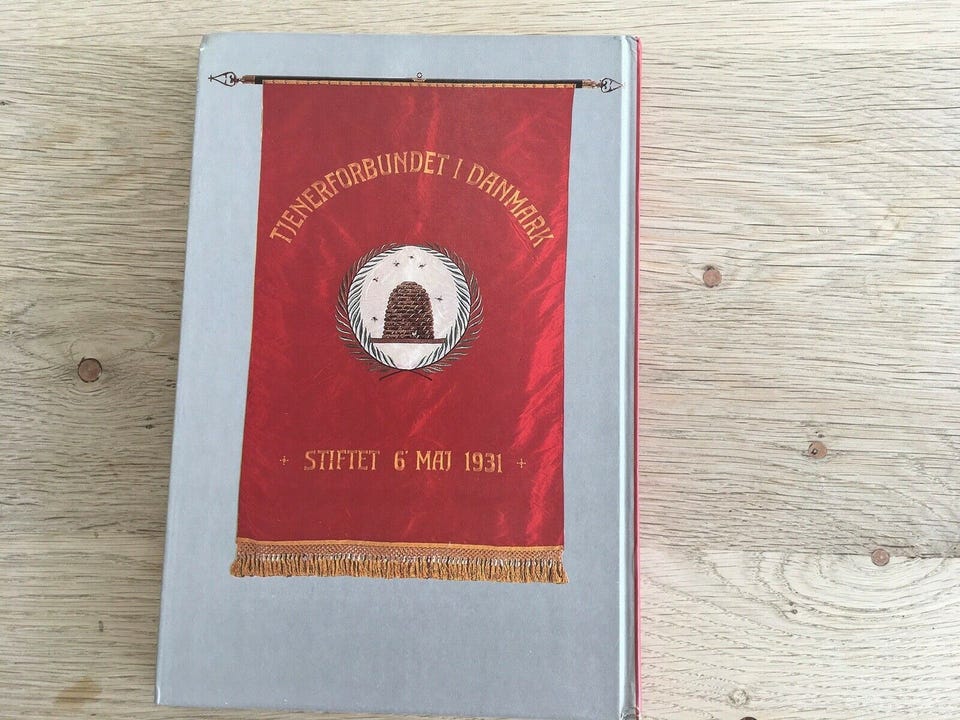 TJENERFORBUNDET I DANMARK
+ STIFTET 6' MAJ 1931 +